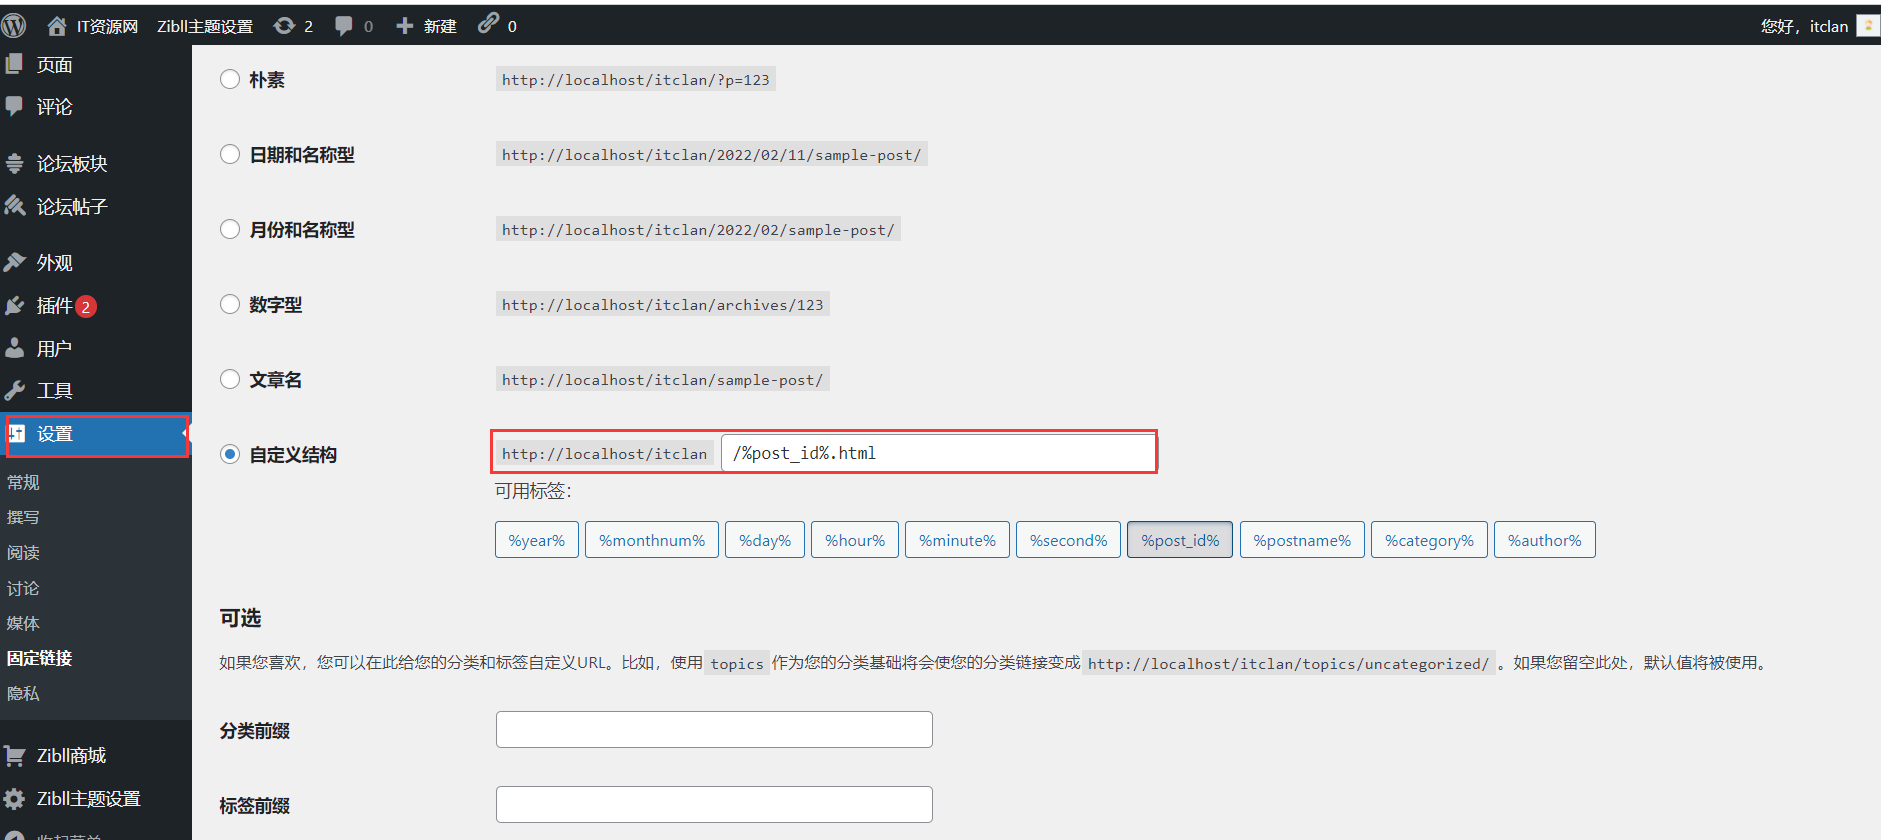 IT资源网 Zibll主题设置 2 0 新建 0 您好，itclan
页面
评论
论坛板块
论坛帖子
外观
插件 2
用户
工具
设置
常规
撰写
阅读
讨论
媒体
固定链接
隐私
Zibll商城
Zibll主题设置
收起菜单
朴素 http://localhost/itclan/?p=123
日期和名称型 http://localhost/itclan/2022/02/11/sample-post/
月份和名称型 http://localhost/itclan/2022/02/sample-post/
数字型 http://localhost/itclan/archives/123
文章名 http://localhost/itclan/sample-post/
自定义结构 http://localhost/itclan /%post_id%.html
可用标签：
%year% %monthnum% %day% %hour% %minute% %second% %post_id% %postname% %category% %author%
可选
如果您喜欢，您可以在此给您的分类和标签自定义URL。比如，使用 topics 作为您的分类基础将会使您的分类链接变成 http://localhost/itclan/topics/uncategorized/ 。如果您留空此处，默认值将被使用。
分类前缀
标签前缀